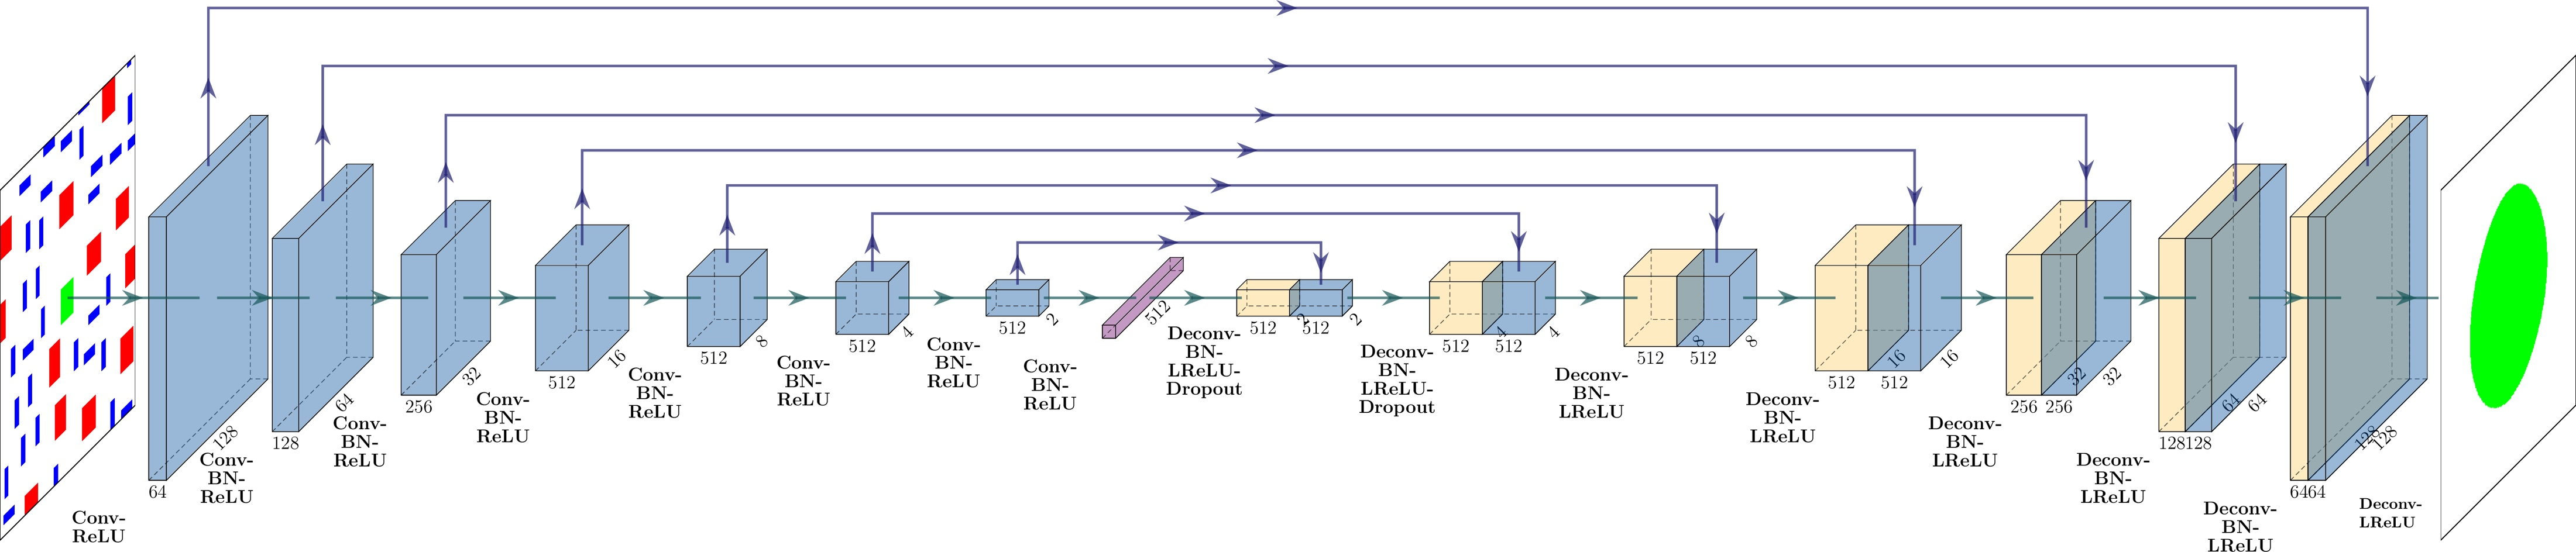 64
128
Conv-
ReLU
128
64
Conv-
BN-
ReLU
256
32
Conv-
BN-
ReLU
512
16
Conv-
BN-
ReLU
512
8
Conv-
BN-
ReLU
512
4
Conv-
BN-
ReLU
512
2
Conv-
BN-
ReLU
512
Conv-
BN-
ReLU
512
2
512
2
Deconv-
BN-
LReLU-
Dropout
512
4
512
4
Deconv-
BN-
LReLU-
Dropout
512
8
512
8
Deconv-
BN-
LReLU
512
16
512
16
Deconv-
BN-
LReLU
256
32
256
32
Deconv-
BN-
LReLU
128
64
128
64
Deconv-
BN-
LReLU
64
128
64
128
Deconv-
BN-
LReLU
Deconv-
LReLU